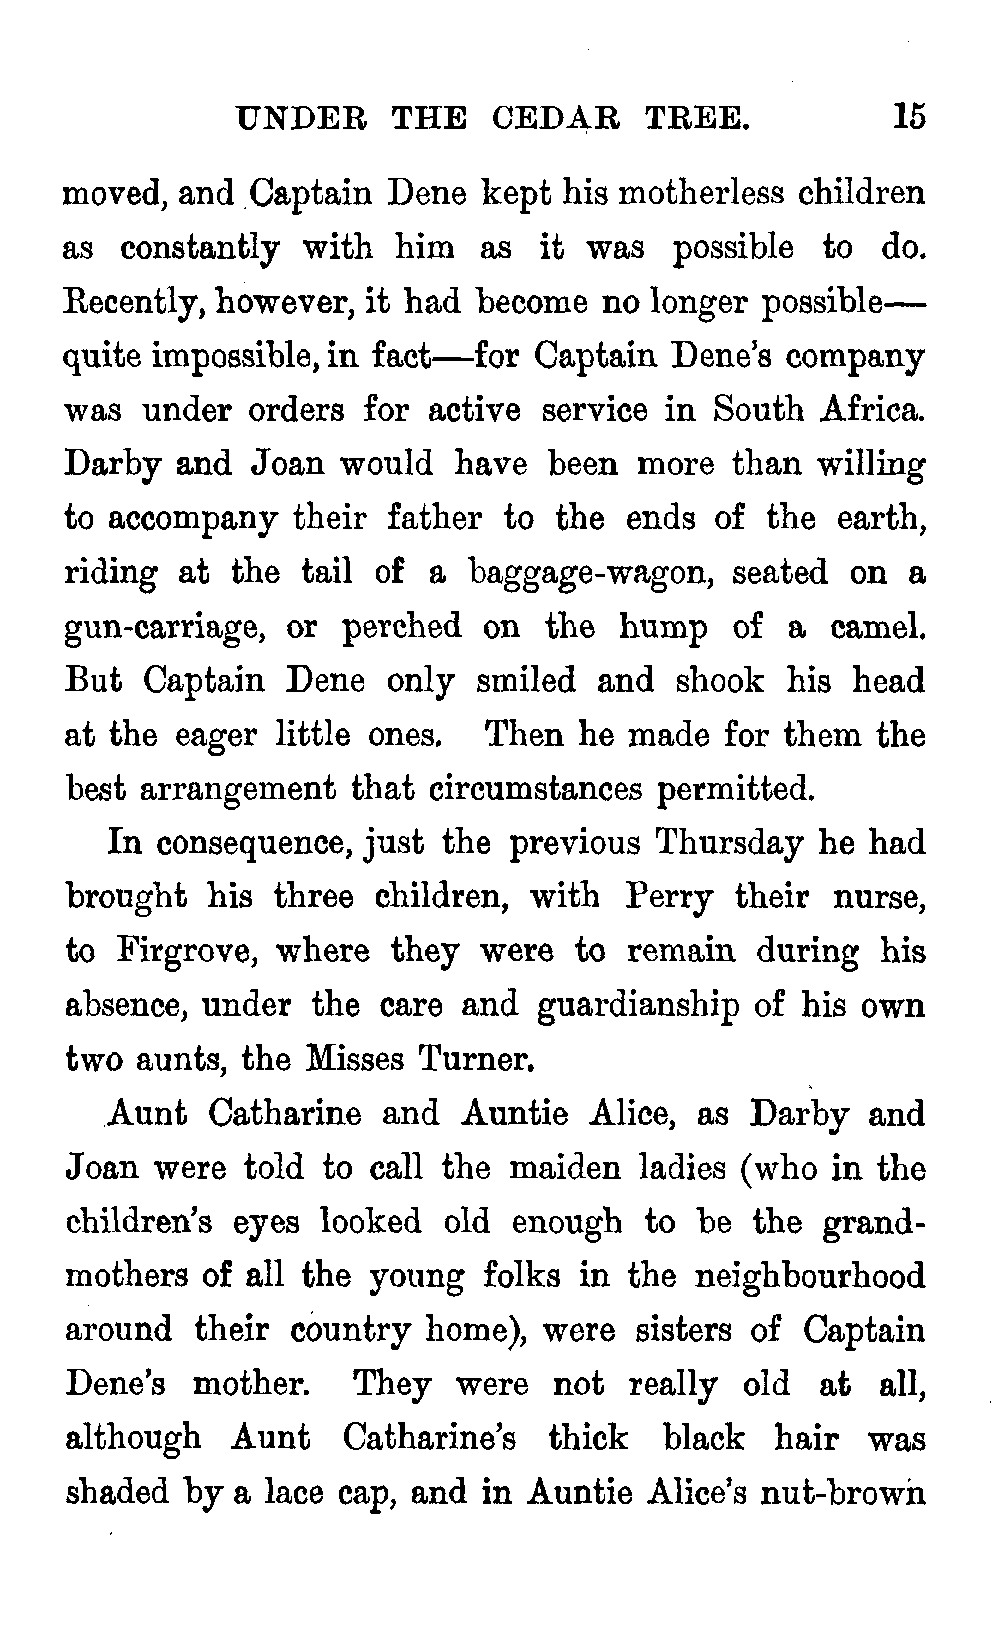 UNDER THE CEDAR TREE. 15
moved, and Captain Dene kept his motherless children
as constantly with him as it was possible to do.
Recently, however, it had become no longer possible—
quite impossible, in fact—for Captain Dene's company
was under orders for active service in South Africa.
Darby and Joan would have been more than willing
to accompany their father to the ends of the earth,
riding at the tail of a baggage-wagon, seated on a
gun-carriage, or perched on the hump of a camel.
But Captain Dene only smiled and shook his head
at the eager little ones. Then he made for them the
best arrangement that circumstances permitted.
In consequence, just the previous Thursday he had
brought his three children, with Perry their nurse,
to Firgrove, where they were to remain during his
absence, under the care and guardianship of his own
two aunts, the Misses Turner.
Aunt Catharine and Auntie Alice, as Darby and
Joan were told to call the maiden ladies (who in the
children's eyes looked old enough to be the grand-
mothers of all the young folks in the neighbourhood
around their country home), were sisters of Captain
Dene's mother. They were not really old at all,
although Aunt Catharine's thick black hair was
shaded by a lace cap, and in Auntie Alice's nut-brown